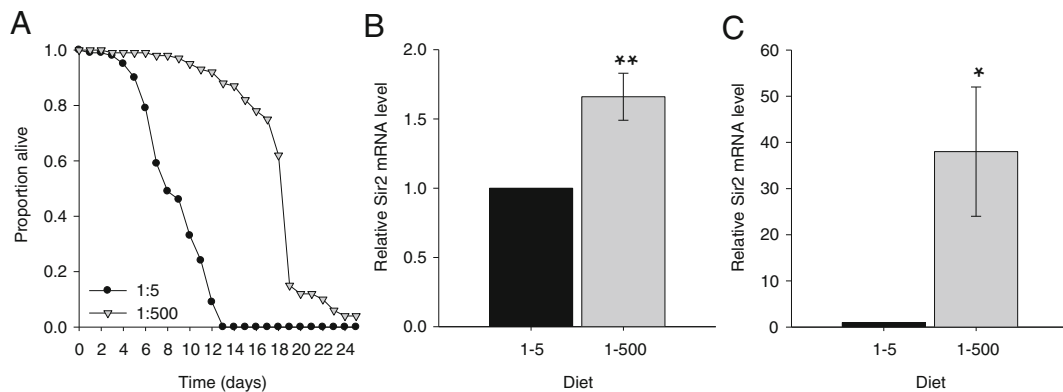 A
Proportion alive
1.0
0.8
0.6
0.4
0.2
0.0
1:5
1:500
0 2 4 6 8 10 12 14 16 18 20 22 24
Time (days)
B
Relative Sir2 mRNA level
2.0
1.5
1.0
0.5
0.0
**
1-5 1-500
Diet
C
Relative Sir2 mRNA level
60
50
40
30
20
10
0
*
1-5 1-500
Diet